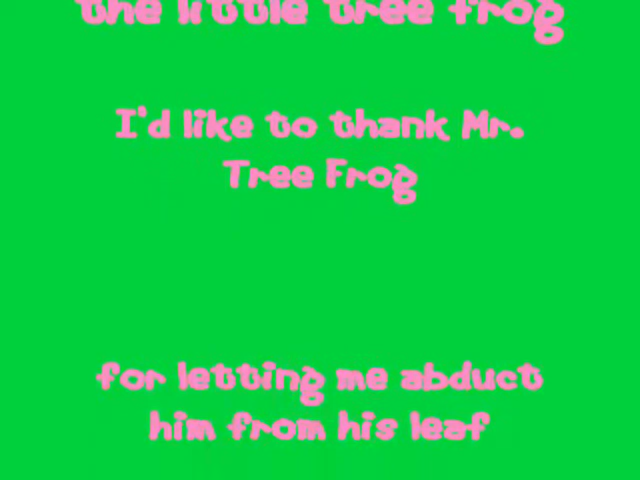 the little tree frog
I'd like to thank Mr.
Tree Frog
for letting me abduct
him from his leaf